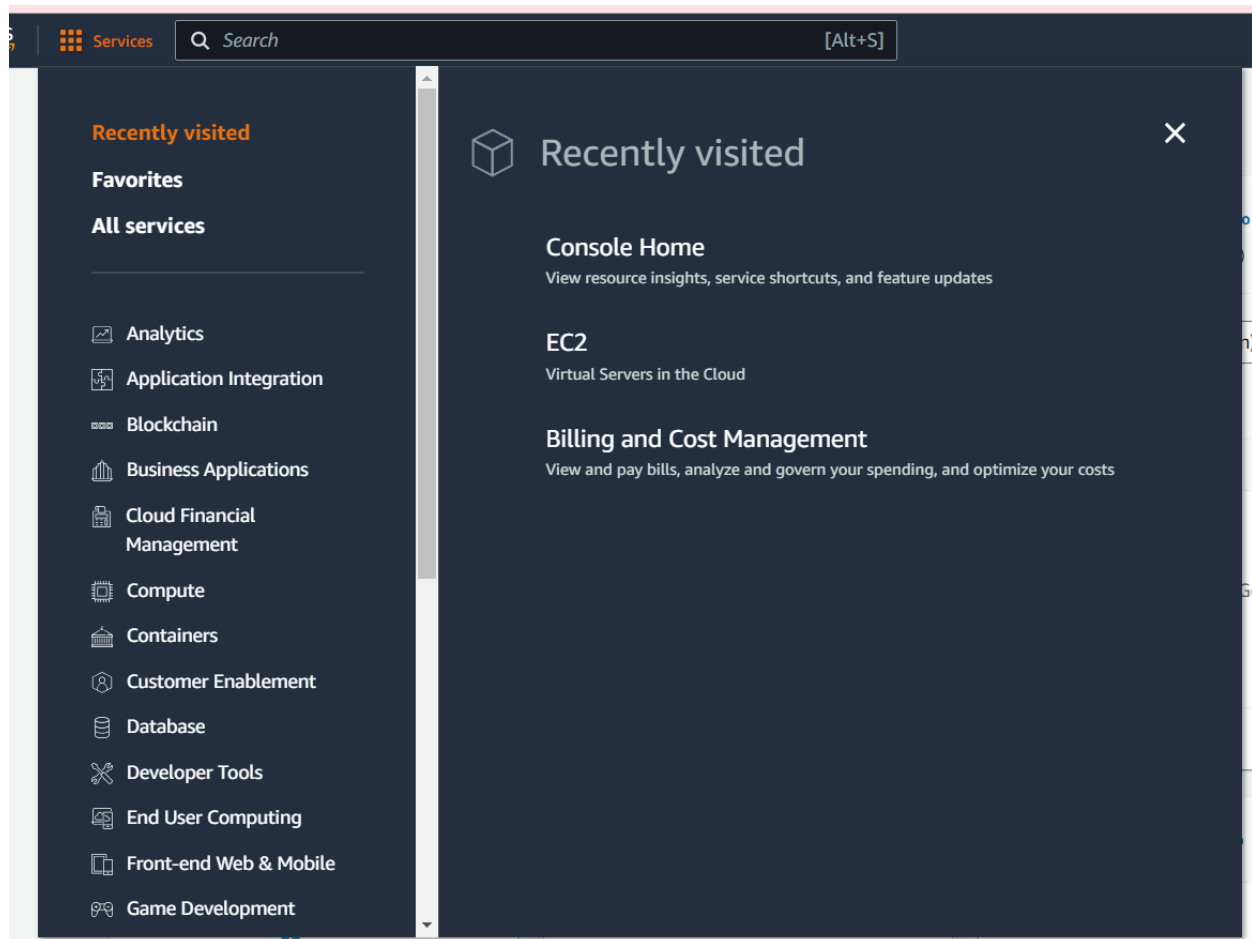 Services
Search
[Alt+S]
Recently visited
Favorites
All services
Analytics
Application Integration
Blockchain
Business Applications
Cloud Financial
Management
Compute
Containers
Customer Enablement
Database
Developer Tools
End User Computing
Front-end Web & Mobile
Game Development
Recently visited
Console Home
View resource insights, service shortcuts, and feature updates
EC2
Virtual Servers in the Cloud
Billing and Cost Management
View and pay bills, analyze and govern your spending, and optimize your costs